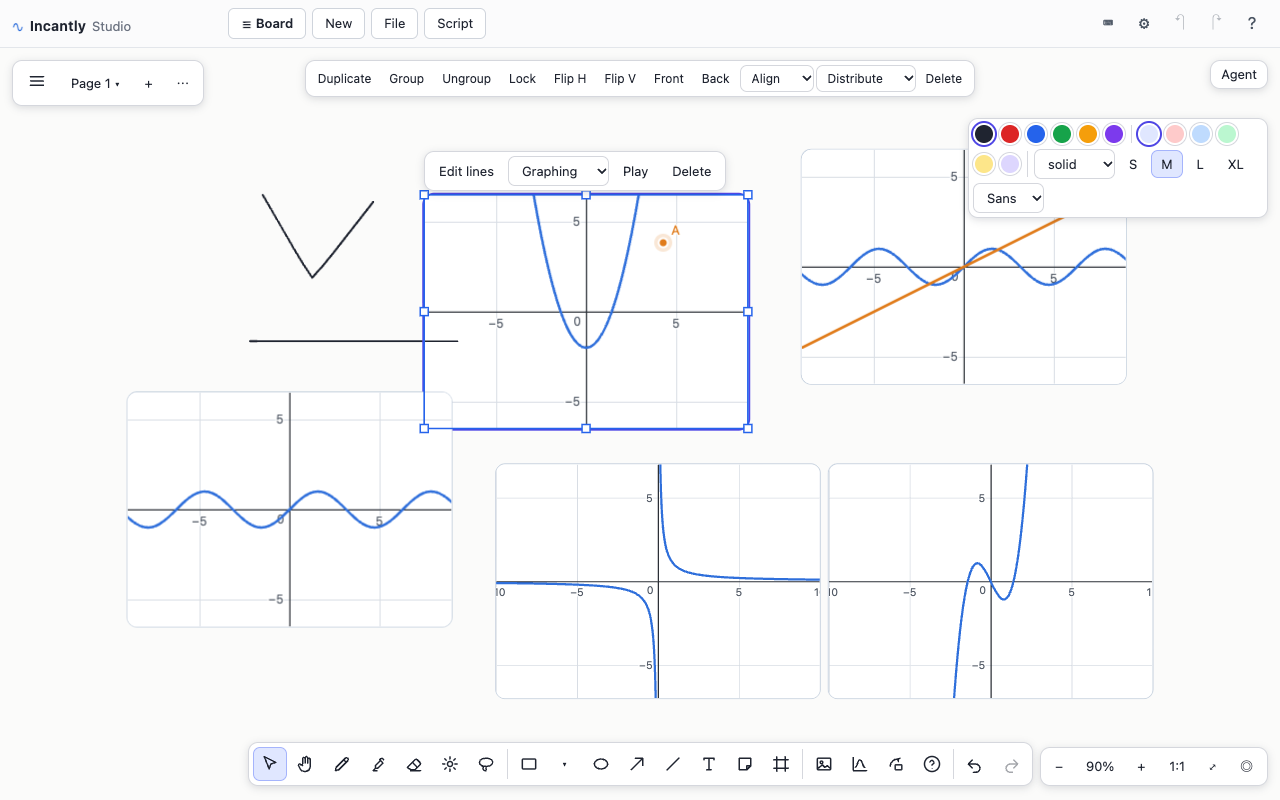 Incantly Studio
≡ Board New File Script
?
Page 1 + ...
Duplicate Group Ungroup Lock Flip H Flip V Front Back Align Distribute Delete
Agent
solid S M L XL
Sans
Edit lines Graphing Play Delete
5
A
−5 0 5
−5
5
−5 0 5
−5
5
−5 0 5
−5
5
10 −5 0 5 1
−5
5
10 −5 0 5 1
−5
− 90% + 1:1